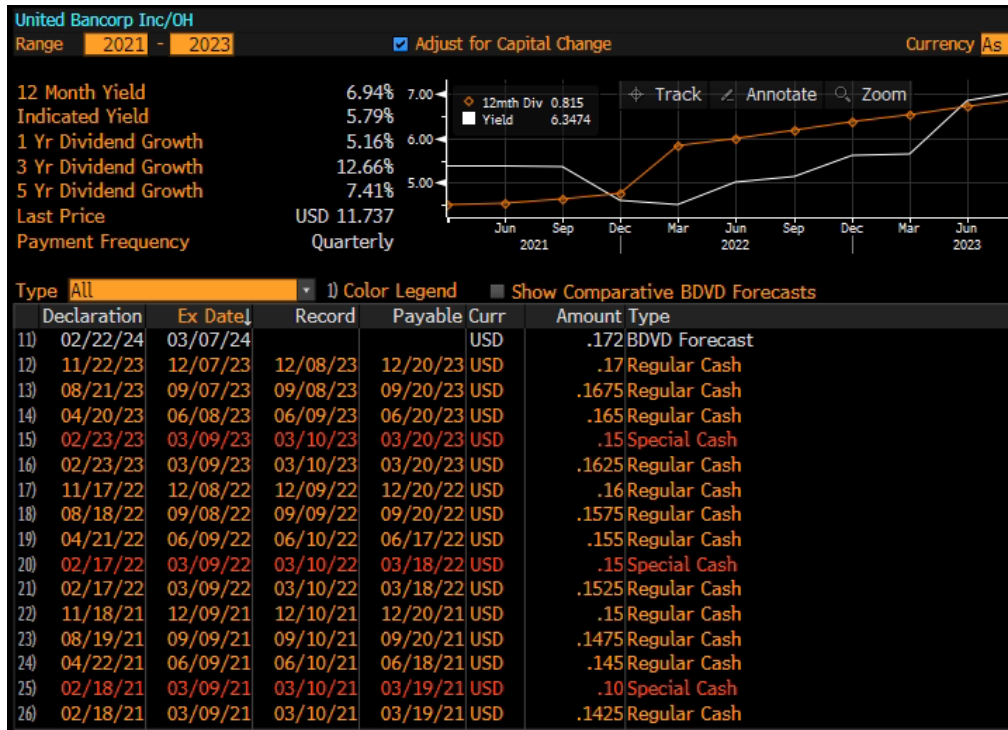 United Bancorp Inc/OH
Range 2021 - 2023 Adjust for Capital Change Currency As
12 Month Yield 6.94%
Indicated Yield 5.79%
1 Yr Dividend Growth 5.16%
3 Yr Dividend Growth 12.66%
5 Yr Dividend Growth 7.41%
Last Price USD 11.737
Payment Frequency Quarterly
7.00
6.00
5.00
12mth Div 0.815
Yield 6.3474
Track Annotate Zoom
Jun Sep Dec Mar Jun Sep Dec Mar Jun
2021 2022 2023
Type All 1) Color Legend Show Comparative BDVD Forecasts
Declaration Ex Date↓ Record Payable Curr Amount Type
11) 02/22/24 03/07/24 USD .172 BDVD Forecast
12) 11/22/23 12/07/23 12/08/23 12/20/23 USD .17 Regular Cash
13) 08/21/23 09/07/23 09/08/23 09/20/23 USD .1675 Regular Cash
14) 04/20/23 06/08/23 06/09/23 06/20/23 USD .165 Regular Cash
15) 02/23/23 03/09/23 03/10/23 03/20/23 USD .15 Special Cash
16) 02/23/23 03/09/23 03/10/23 03/20/23 USD .1625 Regular Cash
17) 11/17/22 12/08/22 12/09/22 12/20/22 USD .16 Regular Cash
18) 08/18/22 09/08/22 09/09/22 09/20/22 USD .1575 Regular Cash
19) 04/21/22 06/09/22 06/10/22 06/17/22 USD .155 Regular Cash
20) 02/17/22 03/09/22 03/10/22 03/18/22 USD .15 Special Cash
21) 02/17/22 03/09/22 03/10/22 03/18/22 USD .1525 Regular Cash
22) 11/18/21 12/09/21 12/10/21 12/20/21 USD .15 Regular Cash
23) 08/19/21 09/09/21 09/10/21 09/20/21 USD .1475 Regular Cash
24) 04/22/21 06/09/21 06/10/21 06/18/21 USD .145 Regular Cash
25) 02/18/21 03/09/21 03/10/21 03/19/21 USD .10 Special Cash
26) 02/18/21 03/09/21 03/10/21 03/19/21 USD .1425 Regular Cash